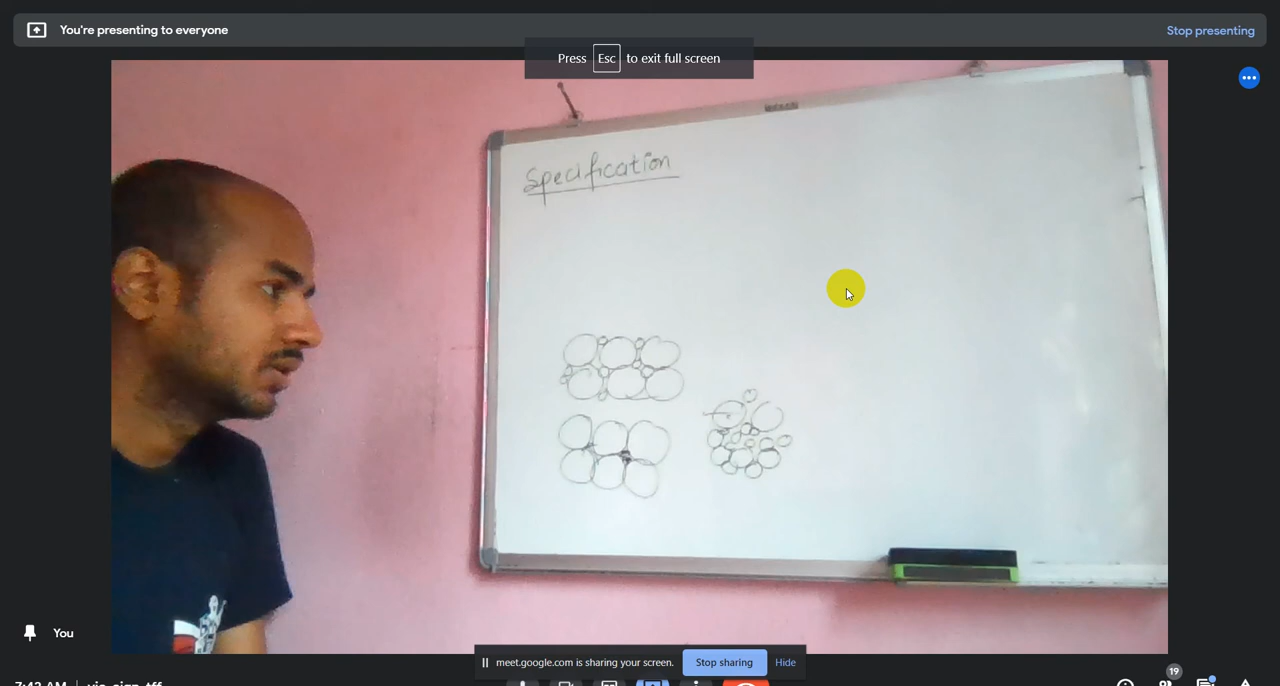 You're presenting to everyone
Stop presenting
Press Esc to exit full screen
Specification
You
meet.google.com is sharing your screen.
Stop sharing
Hide
19